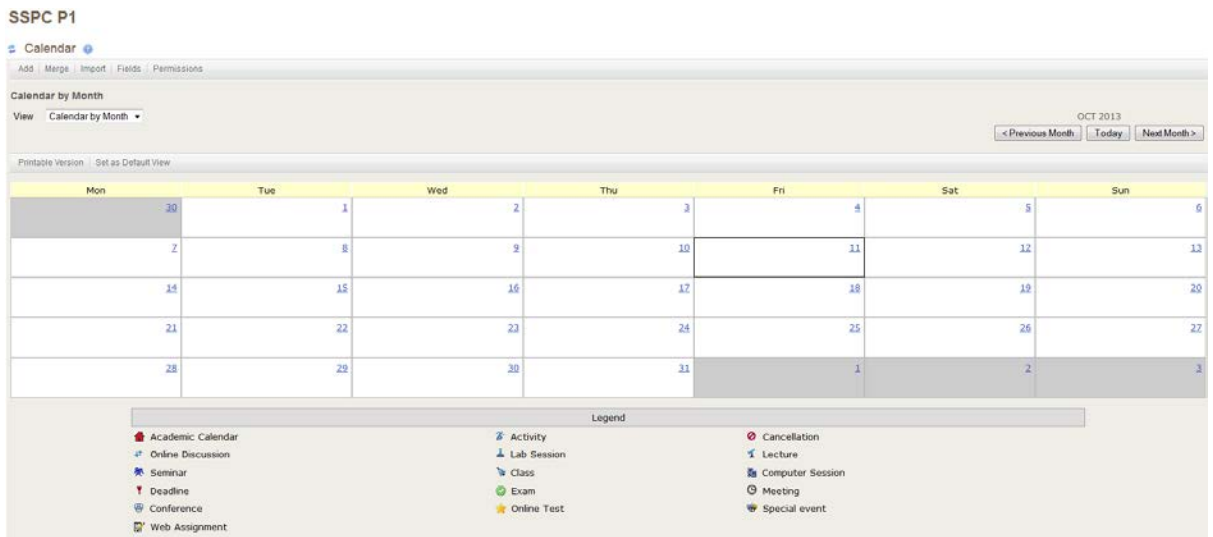 SSPC P1
Calendar
Add | Merge | Import | Fields | Permissions
Calendar by Month
View Calendar by Month
OCT 2013
< Previous Month Today Next Month >
Printable Version | Set as Default View
Mon Tue Wed Thu Fri Sat Sun
30 1 2 3 4 5 6
7 8 9 10 11 12 13
14 15 16 17 18 19 20
21 22 23 24 25 26 27
28 29 30 31 1 2 3
Legend
Academic Calendar Activity Cancellation
Online Discussion Lab Session Lecture
Seminar Class Computer Session
Deadline Exam Meeting
Conference Online Test Special event
Web Assignment